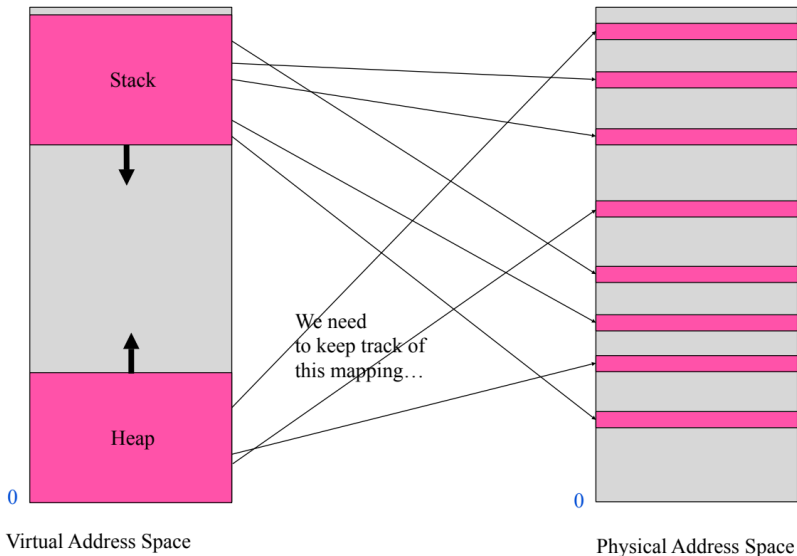 Stack
We need
to keep track of
this mapping…
Heap
0
0
Virtual Address Space
Physical Address Space